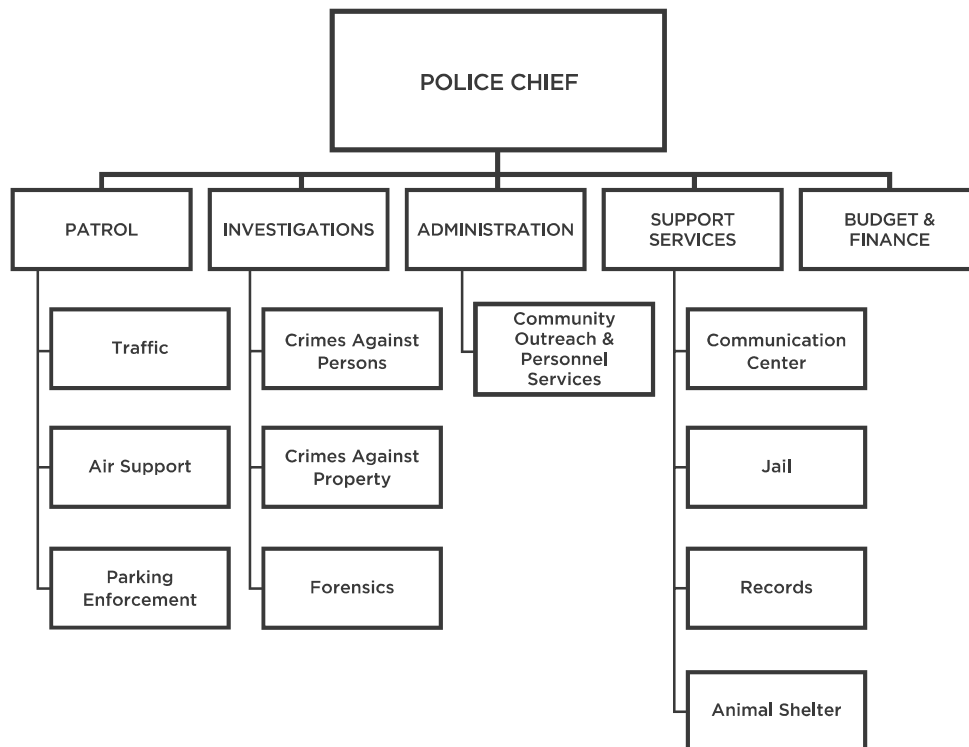 POLICE CHIEF
PATROL
INVESTIGATIONS
ADMINISTRATION
SUPPORT
SERVICES
BUDGET &
FINANCE
Traffic
Crimes Against
Persons
Community
Outreach &
Personnel
Services
Communication
Center
Air Support
Crimes Against
Property
Jail
Parking
Enforcement
Forensics
Records
Animal Shelter